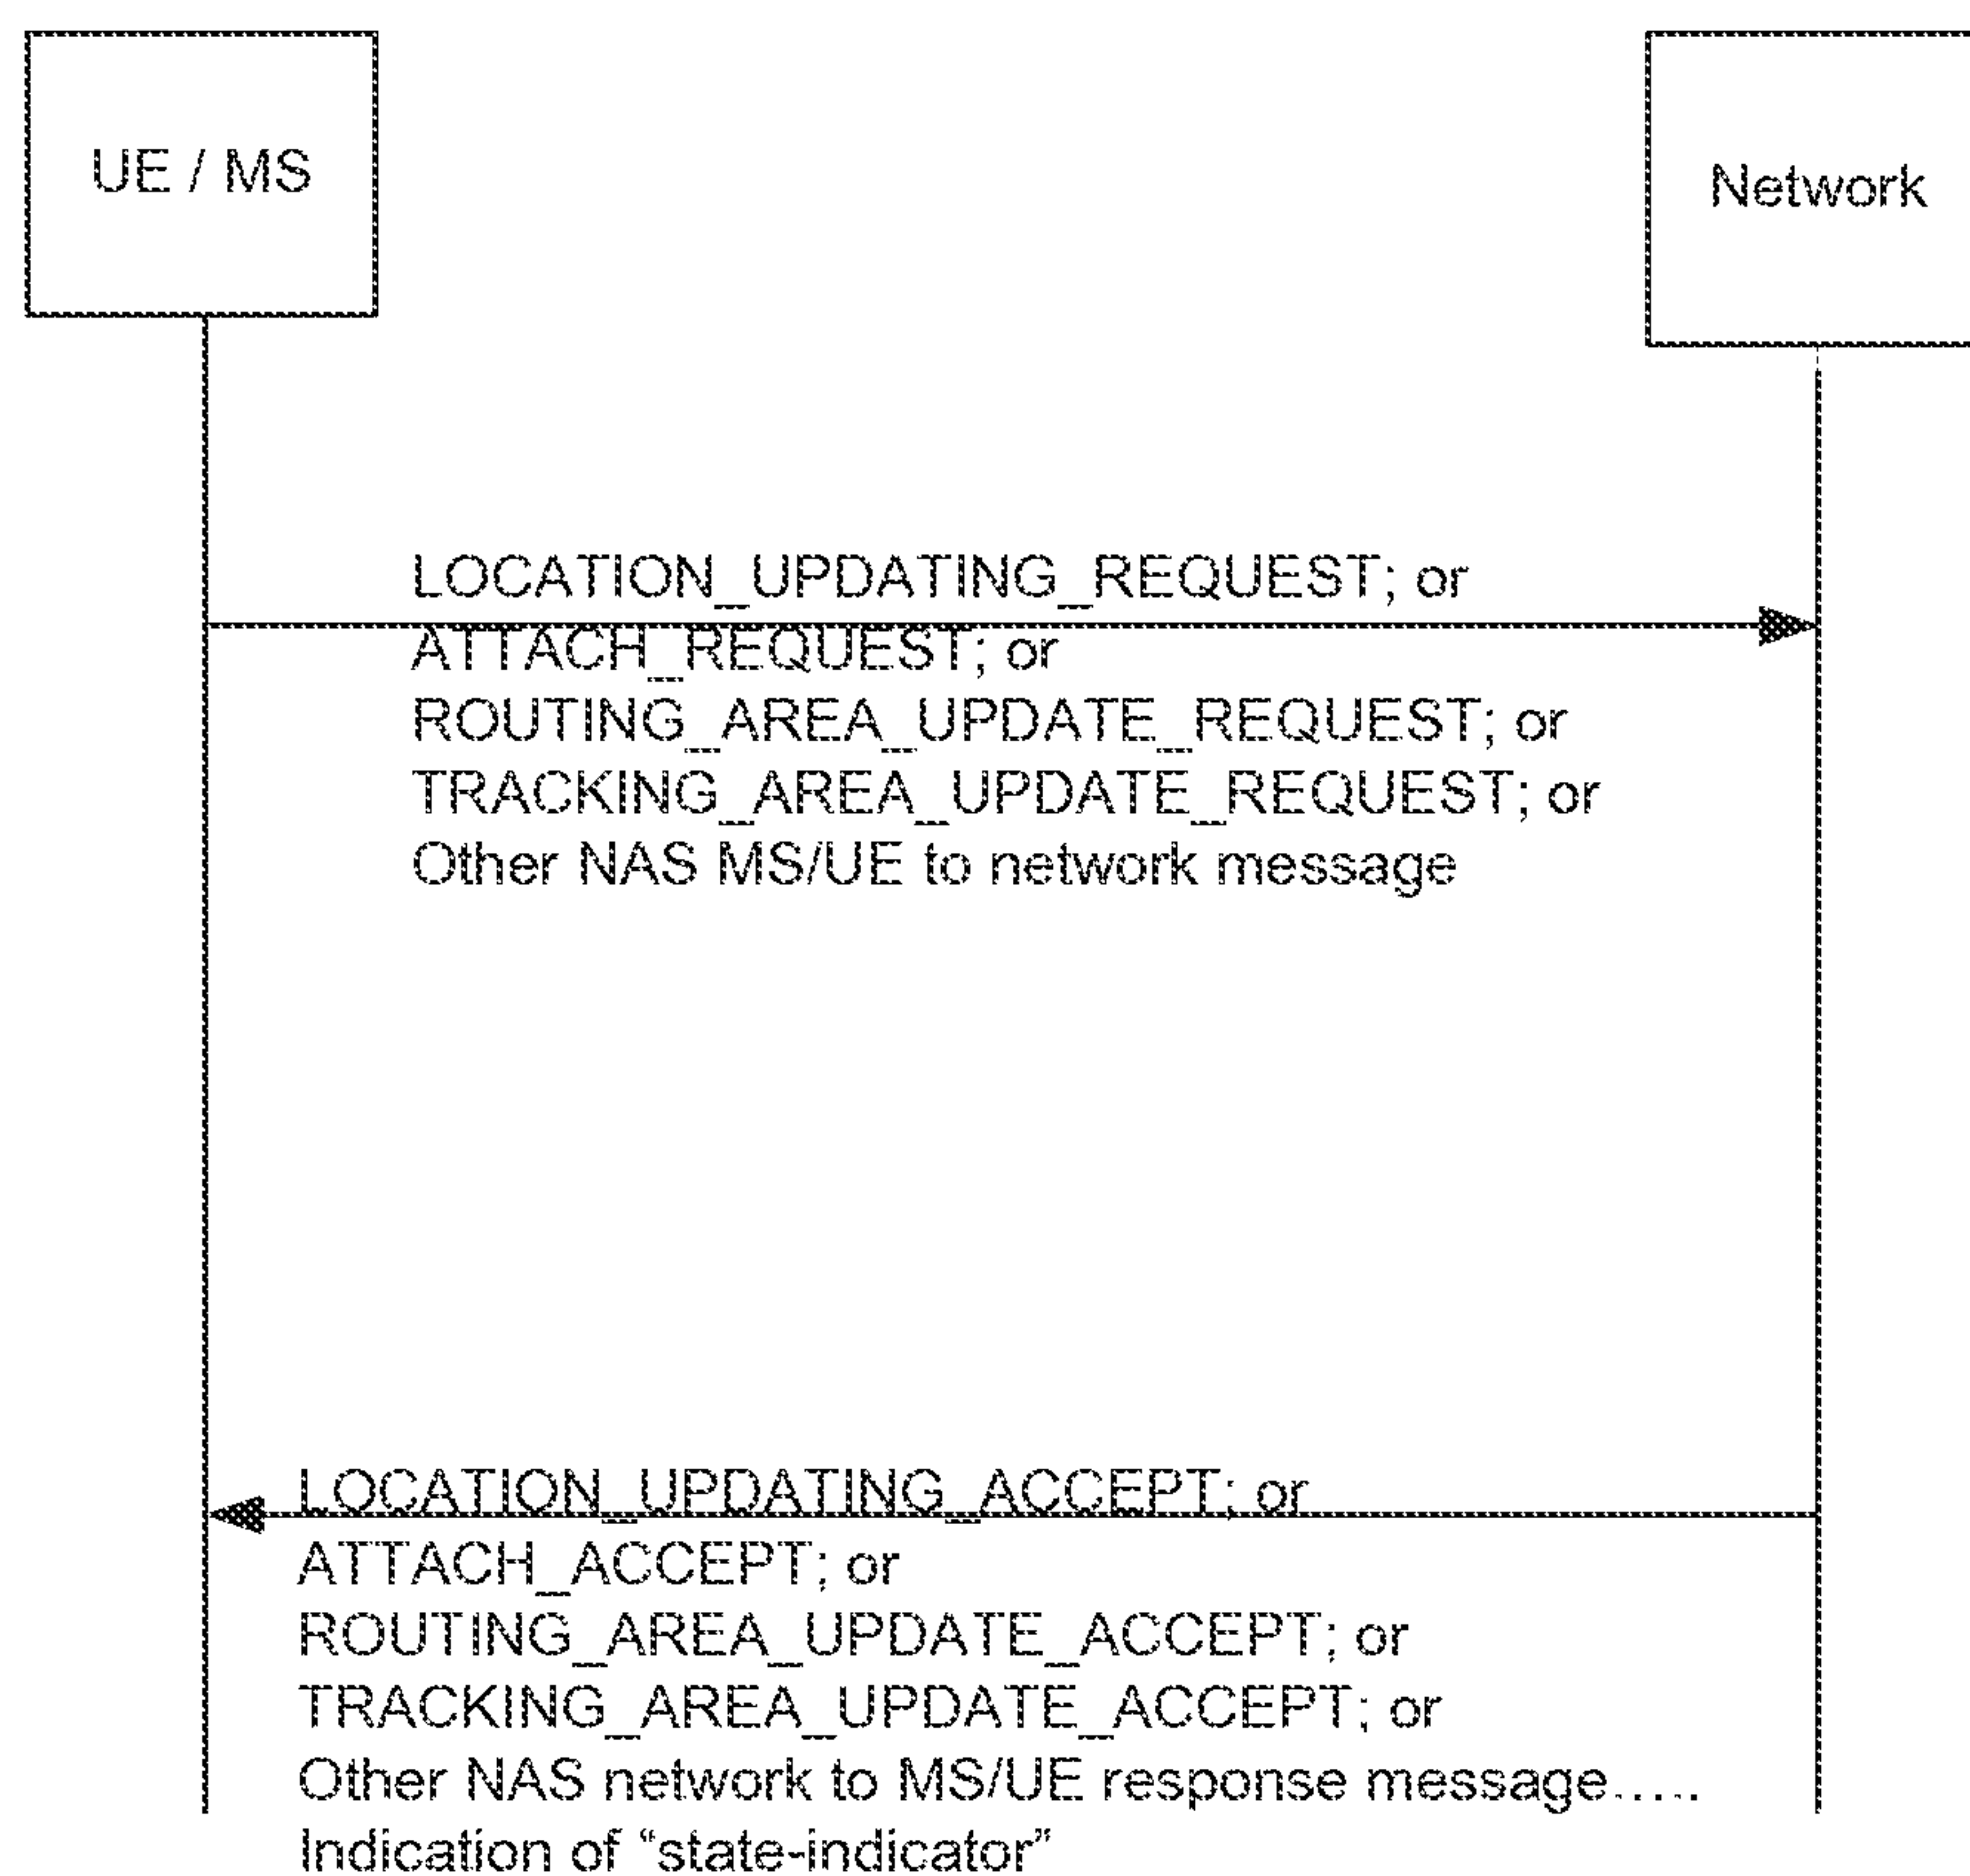 UE / MS
Network
LOCATION_UPDATING_REQUEST; or
ATTACH_REQUEST; or
ROUTING_AREA_UPDATE_REQUEST; or
TRACKING_AREA_UPDATE_REQUEST; or
Other NAS MS/UE to network message
LOCATION_UPDATING_ACCEPT; or
ATTACH_ACCEPT; or
ROUTING_AREA_UPDATE_ACCEPT; or
TRACKING_AREA_UPDATE_ACCEPT; or
Other NAS network to MS/UE response message.....
Indication of “state-indicator”